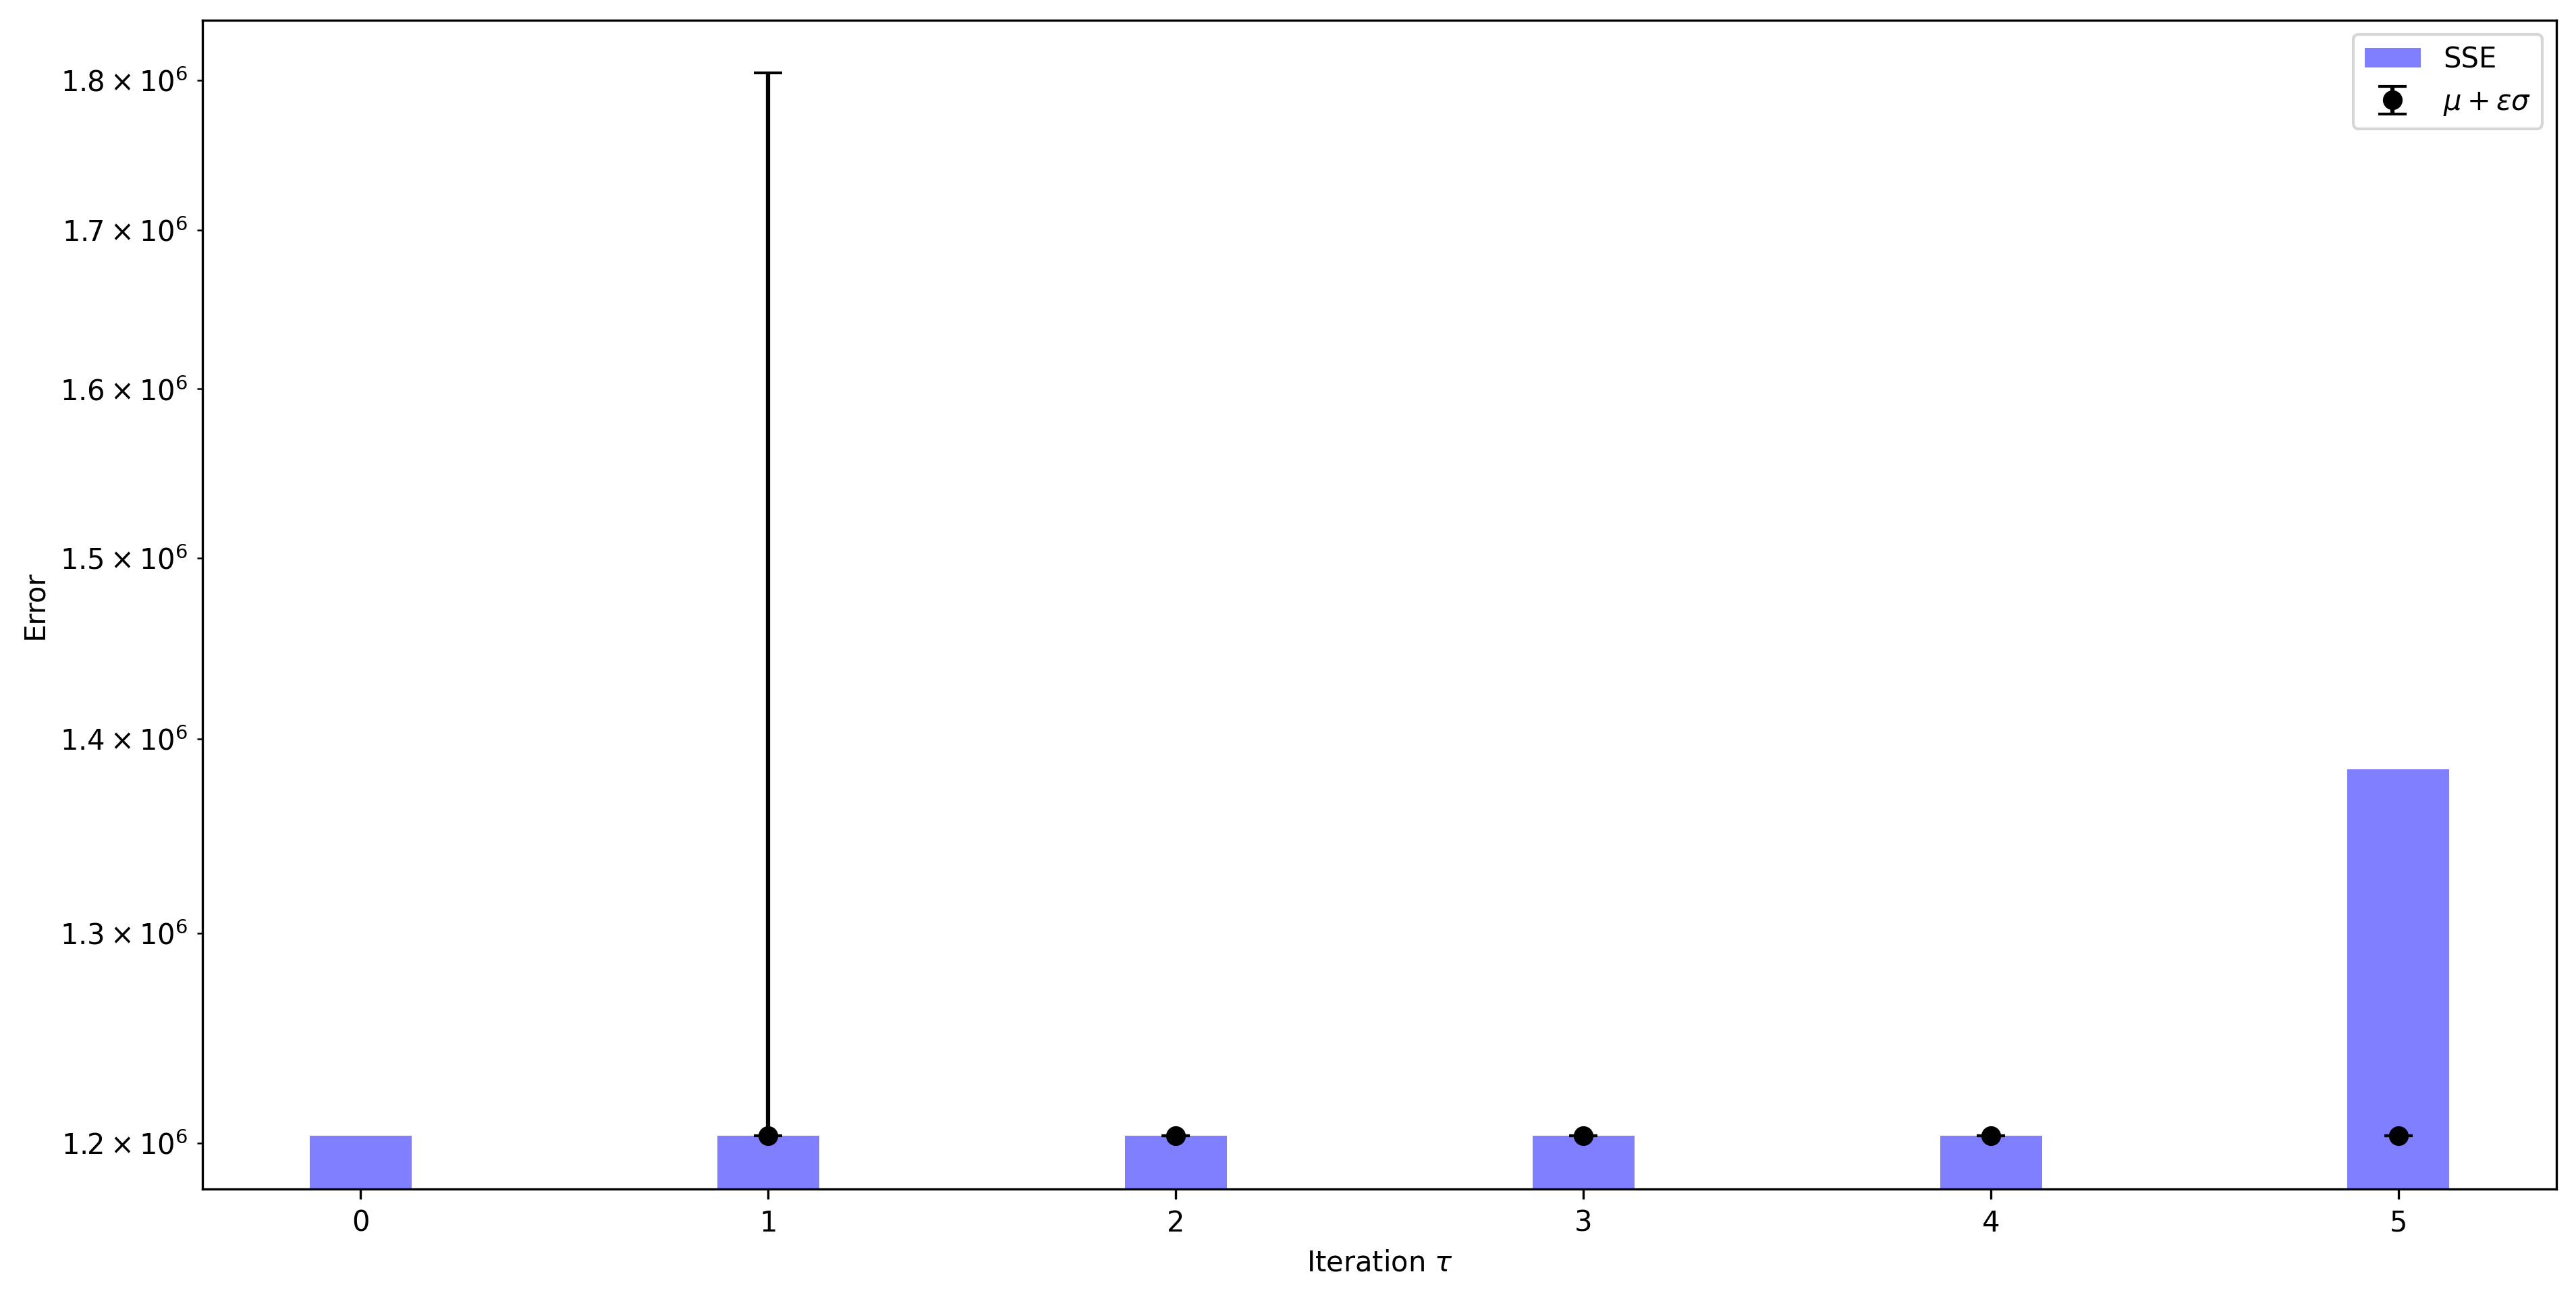 1.8 × 10⁶
1.7 × 10⁶
1.6 × 10⁶
1.5 × 10⁶
1.4 × 10⁶
1.3 × 10⁶
1.2 × 10⁶
Error
SSE
μ + εσ
0 1 2 3 4 5
Iteration τ